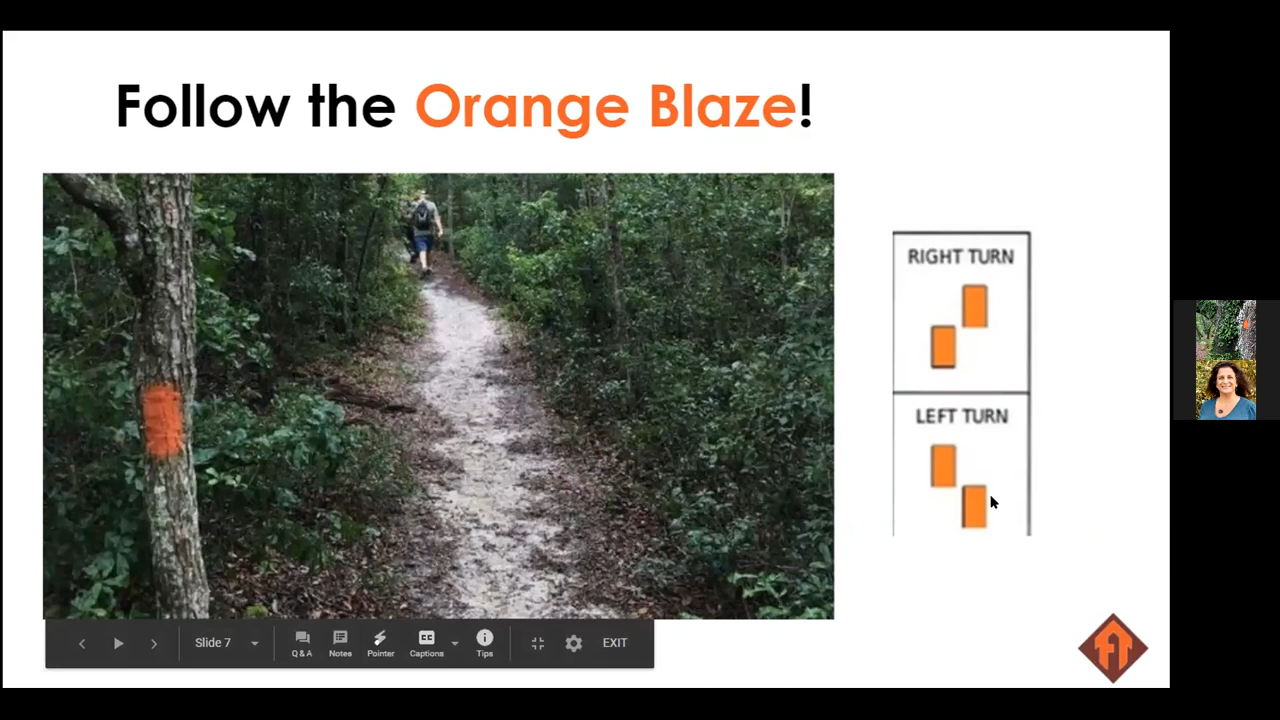 Follow the Orange Blaze!
RIGHT TURN
LEFT TURN
Slide 7
Q & A
Notes
Pointer
Captions
Tips
EXIT